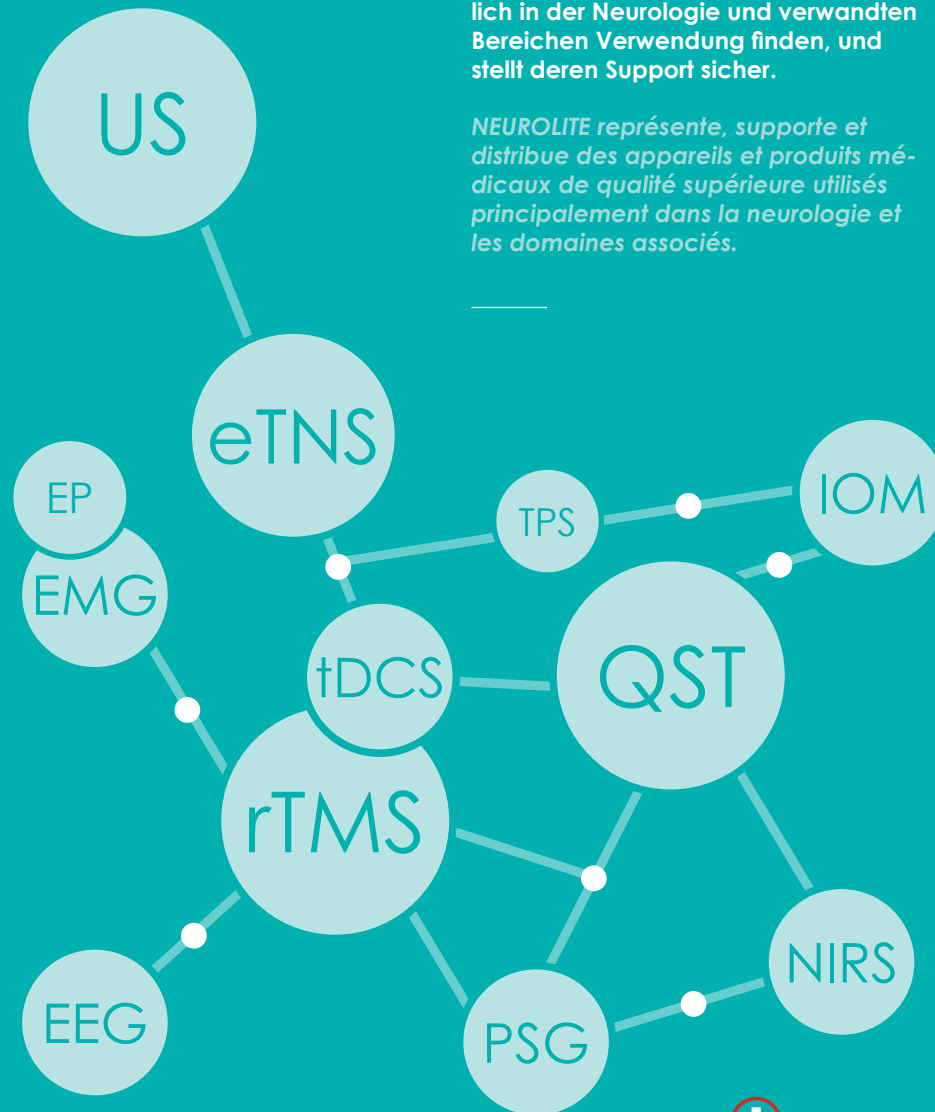 lich in der Neurologie und verwandten
Bereichen Verwendung finden, und
stellt deren Support sicher.
NEUROLITE représente, supporte et
distribue des appareils et produits mé-
dicaux de qualité supérieure utilisés
principalement dans la neurologie et
les domaines associés.
US
eTNS
EP
TPS
IOM
EMG
tDCS
QST
rTMS
NIRS
EEG
PSG